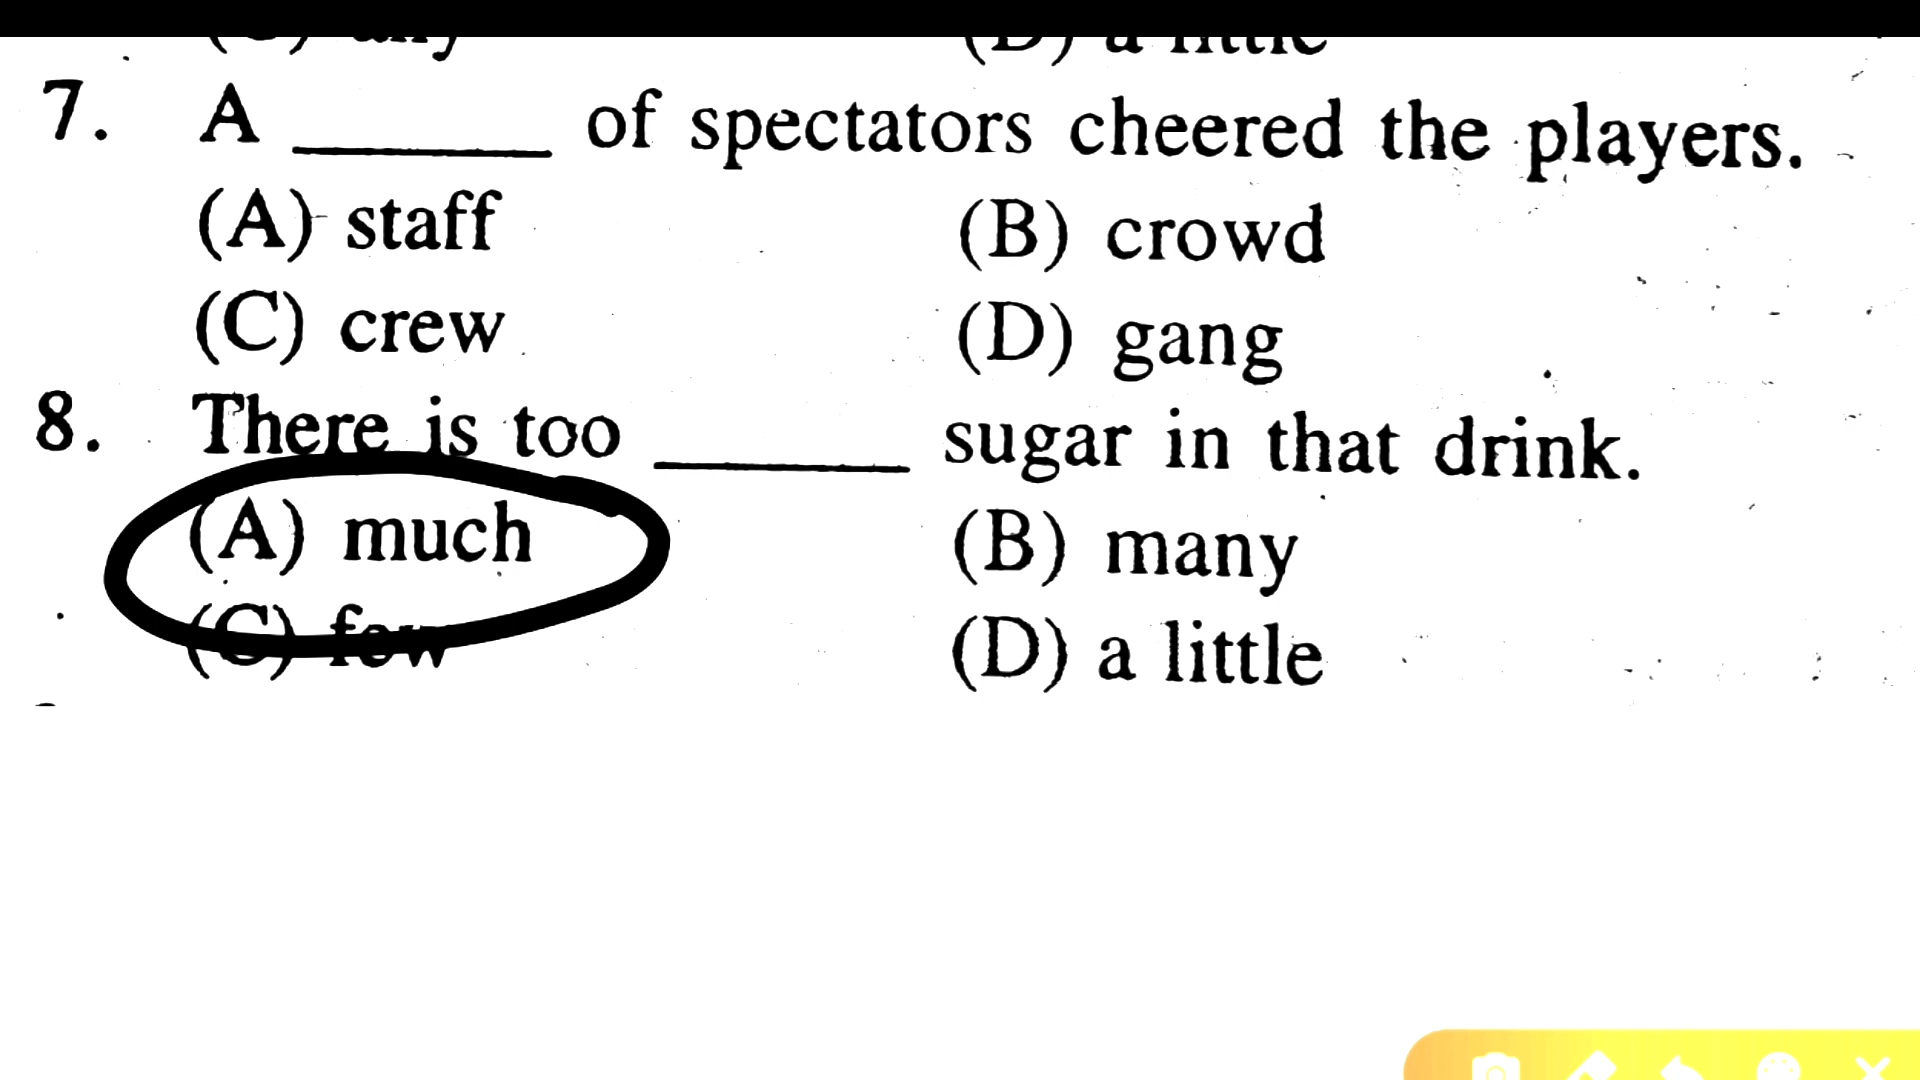 7. A ______ of spectators cheered the players.
(A) staff (B) crowd
(C) crew (D) gang
8. There is too ______ sugar in that drink.
(A) much (B) many
(C) few (D) a little